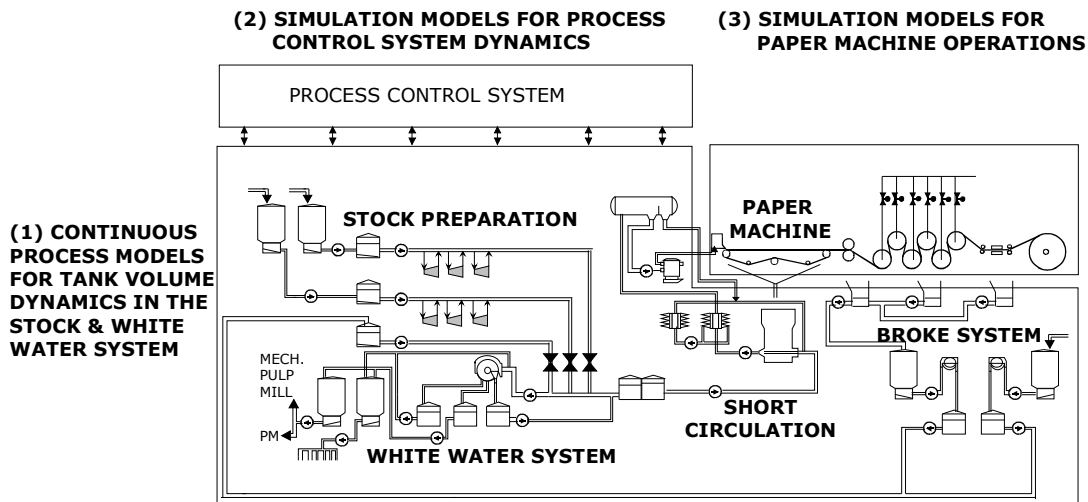 (2) SIMULATION MODELS FOR PROCESS
CONTROL SYSTEM DYNAMICS
(3) SIMULATION MODELS FOR
PAPER MACHINE OPERATIONS
PROCESS CONTROL SYSTEM
(1) CONTINUOUS
PROCESS MODELS
FOR TANK VOLUME
DYNAMICS IN THE
STOCK & WHITE
WATER SYSTEM
STOCK PREPARATION
PAPER
MACHINE
BROKE SYSTEM
MECH.
PULP
MILL
PM
WHITE WATER SYSTEM
SHORT
CIRCULATION